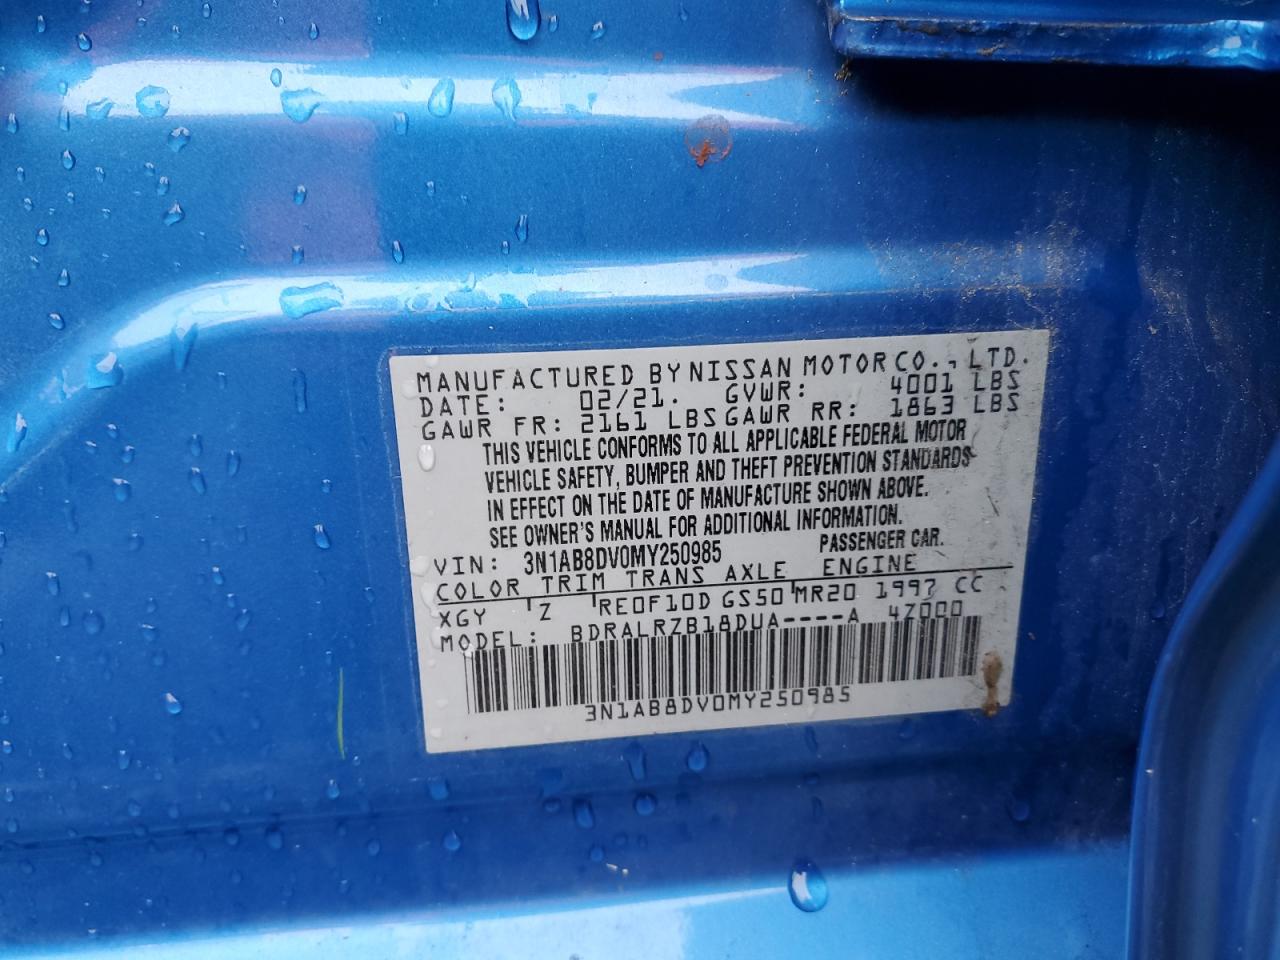 MANUFACTURED BY NISSAN MOTOR CO., LTD.
DATE: 02/21. GVWR: 4001 LBS
GAWR FR: 2161 LBS GAWR RR: 1863 LBS
THIS VEHICLE CONFORMS TO ALL APPLICABLE FEDERAL MOTOR
VEHICLE SAFETY, BUMPER AND THEFT PREVENTION STANDARDS
IN EFFECT ON THE DATE OF MANUFACTURE SHOWN ABOVE.
SEE OWNER'S MANUAL FOR ADDITIONAL INFORMATION.
VIN: 3N1AB8DV0MY250985 PASSENGER CAR.
COLOR TRIM TRANS AXLE ENGINE
XGY Z RE0F10D GS50 MR20 1997 CC
MODEL: BDRALRZB18DUA----A 4Z000
3N1AB8DV0MY250985